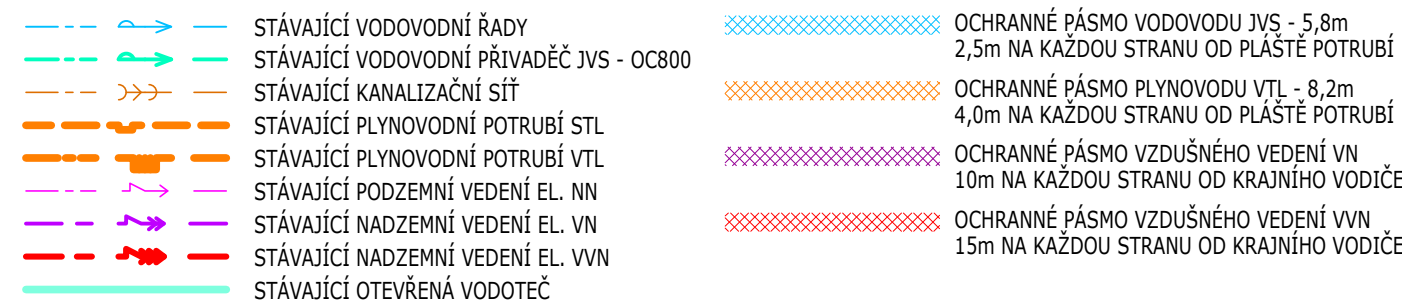 STÁVAJÍCÍ VODOVODNÍ ŘADY
STÁVAJÍCÍ VODOVODNÍ PŘIVADĚČ JVS - OC800
STÁVAJÍCÍ KANALIZAČNÍ SÍŤ
STÁVAJÍCÍ PLYNOVODNÍ POTRUBÍ STL
STÁVAJÍCÍ PLYNOVODNÍ POTRUBÍ VTL
STÁVAJÍCÍ PODZEMNÍ VEDENÍ EL. NN
STÁVAJÍCÍ NADZEMNÍ VEDENÍ EL. VN
STÁVAJÍCÍ NADZEMNÍ VEDENÍ EL. VVN
STÁVAJÍCÍ OTEVŘENÁ VODOTEČ
OCHRANNÉ PÁSMO VODOVODU JVS - 5,8m
2,5m NA KAŽDOU STRANU OD PLÁŠTĚ POTRUBÍ
OCHRANNÉ PÁSMO PLYNOVODU VTL - 8,2m
4,0m NA KAŽDOU STRANU OD PLÁŠTĚ POTRUBÍ
OCHRANNÉ PÁSMO VZDUŠNÉHO VEDENÍ VN
10m NA KAŽDOU STRANU OD KRAJNÍHO VODIČE
OCHRANNÉ PÁSMO VZDUŠNÉHO VEDENÍ VVN
15m NA KAŽDOU STRANU OD KRAJNÍHO VODIČE